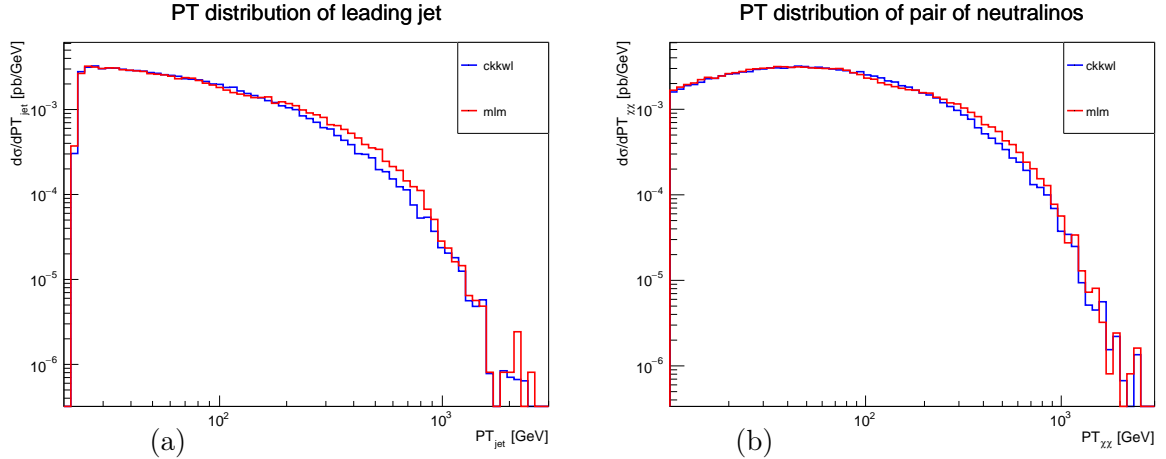 PT distribution of leading jet
dσ/dPT_jet [pb/GeV]
10^-3
10^-4
10^-5
10^-6
ckkwl
mlm
10^2
10^3
PT_jet [GeV]
(a)
PT distribution of pair of neutralinos
dσ/dPT_χχ [pb/GeV]
10^-3
10^-4
10^-5
10^-6
ckkwl
mlm
10^2
10^3
PT_χχ [GeV]
(b)